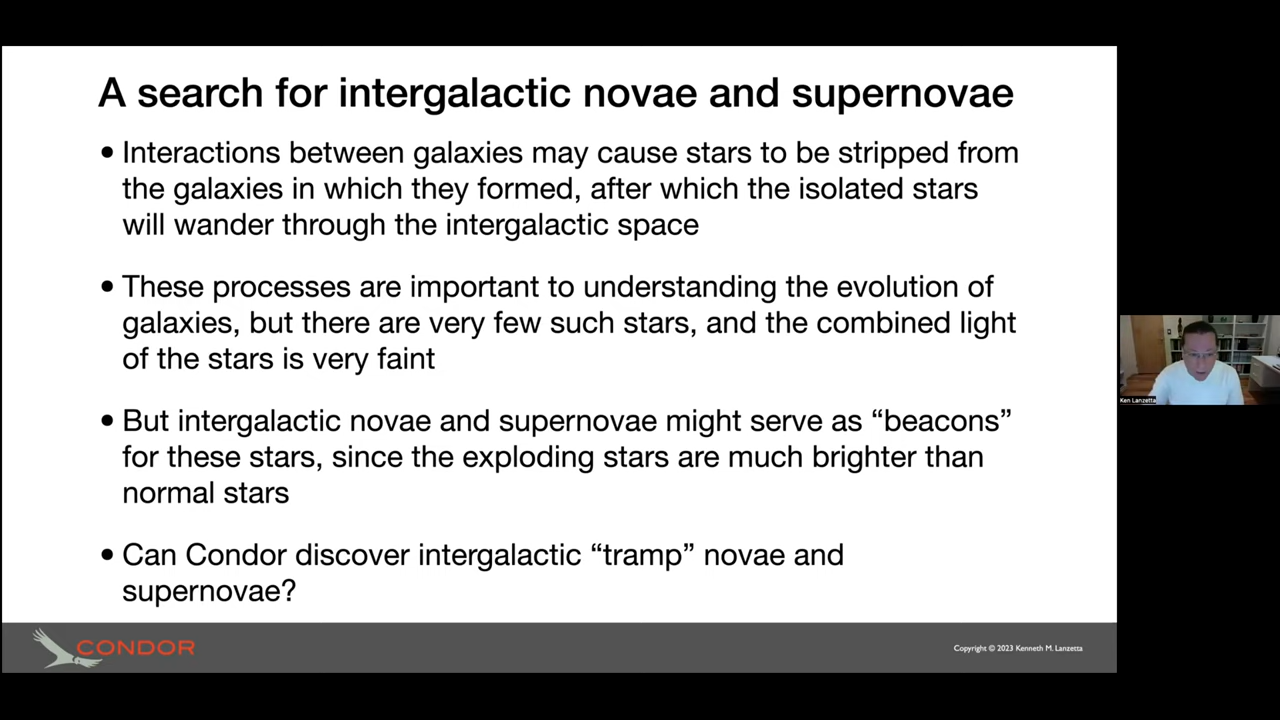 A search for intergalactic novae and supernovae
• Interactions between galaxies may cause stars to be stripped from
the galaxies in which they formed, after which the isolated stars
will wander through the intergalactic space
• These processes are important to understanding the evolution of
galaxies, but there are very few such stars, and the combined light
of the stars is very faint
• But intergalactic novae and supernovae might serve as “beacons”
for these stars, since the exploding stars are much brighter than
normal stars
• Can Condor discover intergalactic “tramp” novae and
supernovae?
Ken Lanzetta
CONDOR
Copyright © 2023 Kenneth M. Lanzetta